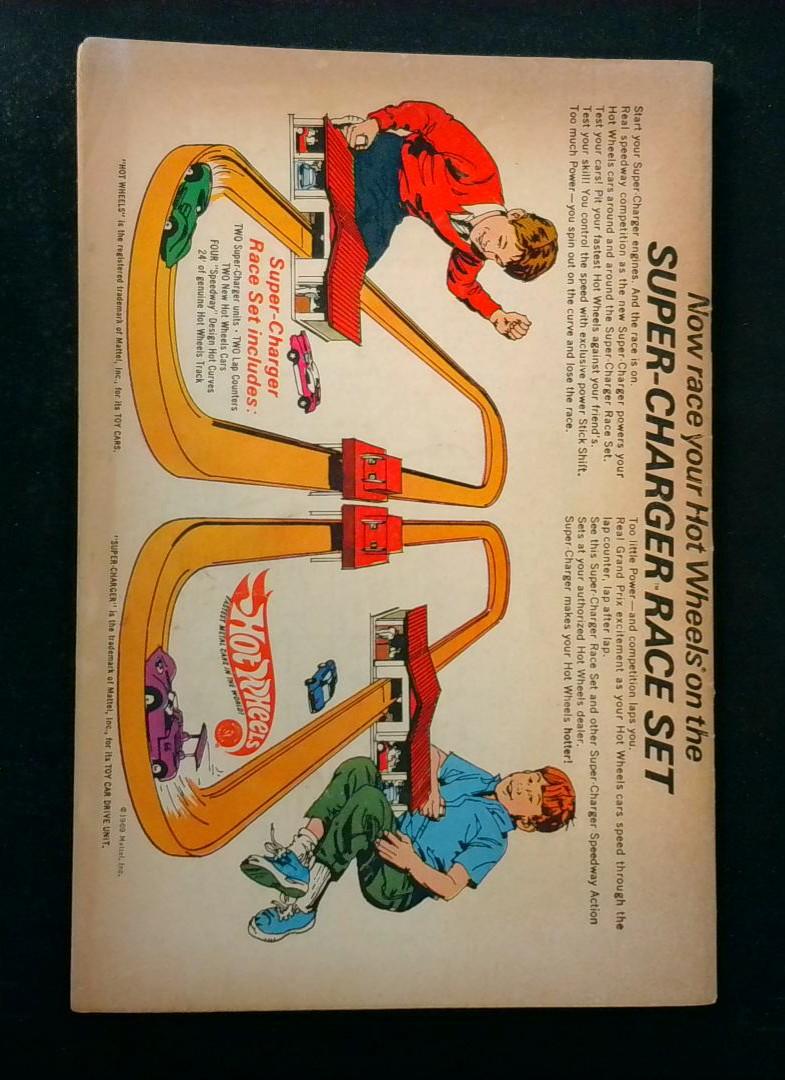 Now race your Hot Wheels® on the
SUPER-CHARGER RACE SET
Start your Super-Charger engines. And the race is on.
Real speedway competition as the new Super-Charger powers your
Hot Wheels cars around and around the Super-Charger Race Set.
Test your cars! Pit your fastest Hot Wheels against your friend's.
Test your skill! You control the speed with exclusive power Stick Shift.
Too much Power—you spin out on the curve and lose the race.
Too little Power—and competition laps you.
Real Grand Prix excitement as your Hot Wheels cars speed through the
lap counter, lap after lap.
See this Super-Charger Race Set and other Super-Charger Speedway Action
Sets at your authorized Hot Wheels dealer.
Super-Charger makes your Hot Wheels hotter!
Super-Charger
Race Set includes:
TWO Super-Charger units · TWO Lap Counters
TWO New Hot Wheels Cars
FOUR "Speedway" Design Hot Curves
24' of genuine Hot Wheels Track
HOT WHEELS
FASTEST METAL CARS IN THE WORLD!
"HOT WHEELS" is the registered trademark of Mattel, Inc., for its TOY CARS.
"SUPER-CHARGER" is the trademark of Mattel, Inc., for its TOY CAR DRIVE UNIT.
©1969 Mattel, Inc.